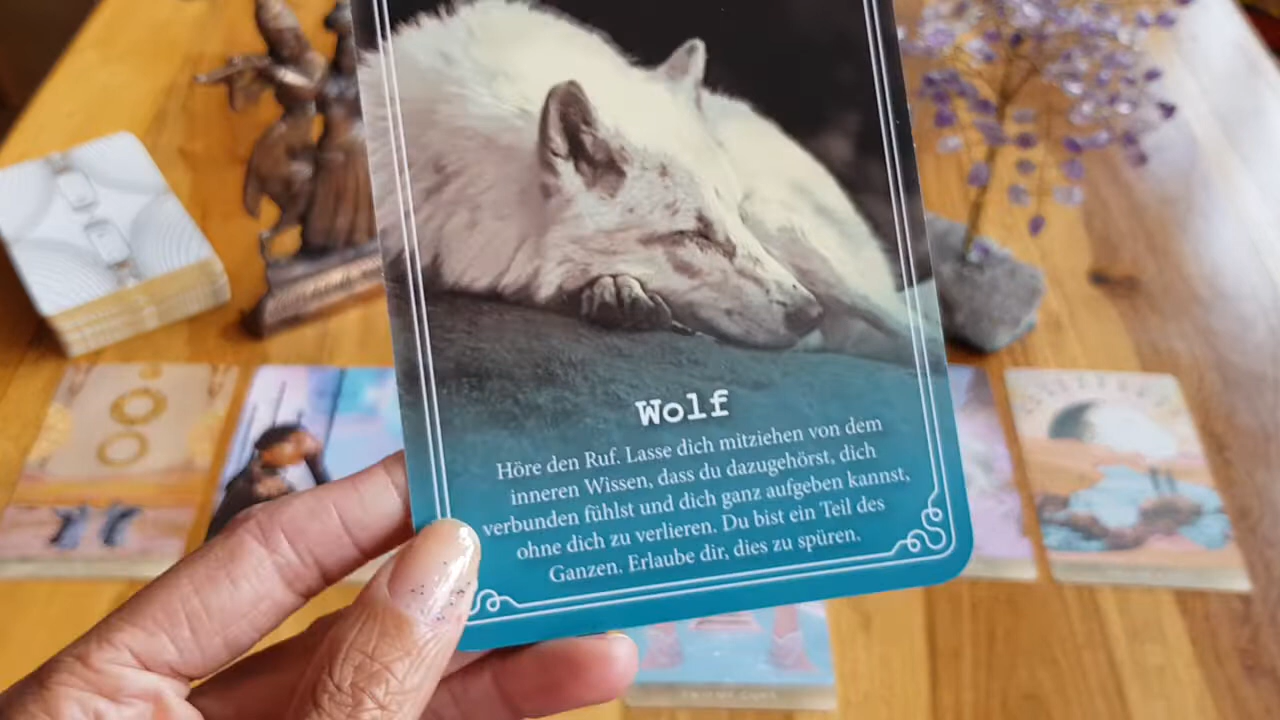 Wolf
Höre den Ruf. Lasse dich mitziehen von dem
inneren Wissen, dass du dazugehörst, dich
verbunden fühlst und dich ganz aufgeben kannst,
ohne dich zu verlieren. Du bist ein Teil des
Ganzen. Erlaube dir, dies zu spüren.